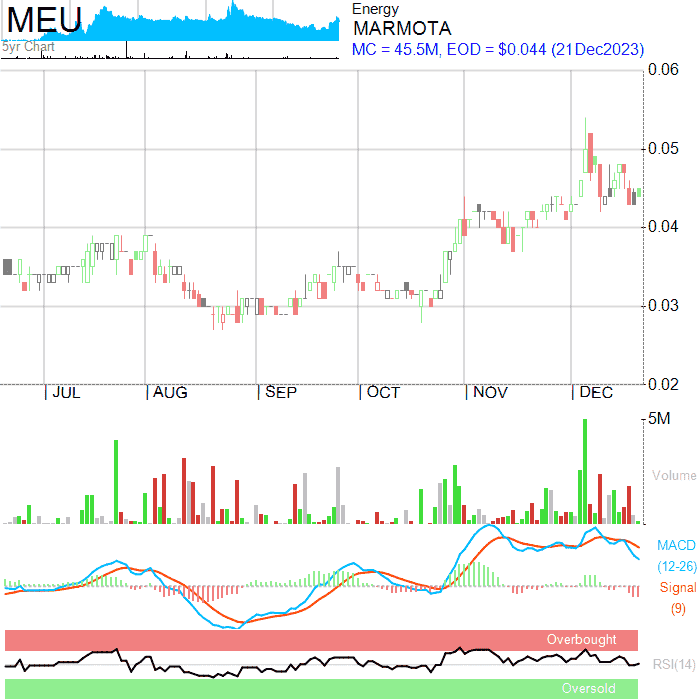 MEU
5yr Chart
Energy
MARMOTA
MC = 45.5M, EOD = $0.044 (21Dec2023)
0.06
0.05
0.04
0.03
0.02
JUL AUG SEP OCT NOV DEC
5M
Volume
MACD
(12-26)
Signal
(9)
Overbought
RSI(14)
Oversold